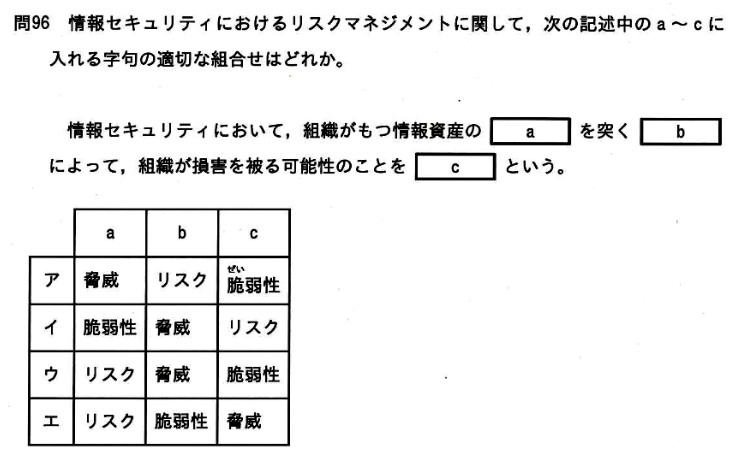 問96 情報セキュリティにおけるリスクマネジメントに関して，次の記述中のa～cに
入れる字句の適切な組合せはどれか。
情報セキュリティにおいて，組織がもつ情報資産の a を突く b
によって，組織が損害を被る可能性のことを c という。
a b c
ア 脅威 リスク 脆弱性
ぜい
イ 脆弱性 脅威 リスク
ウ リスク 脅威 脆弱性
エ リスク 脆弱性 脅威